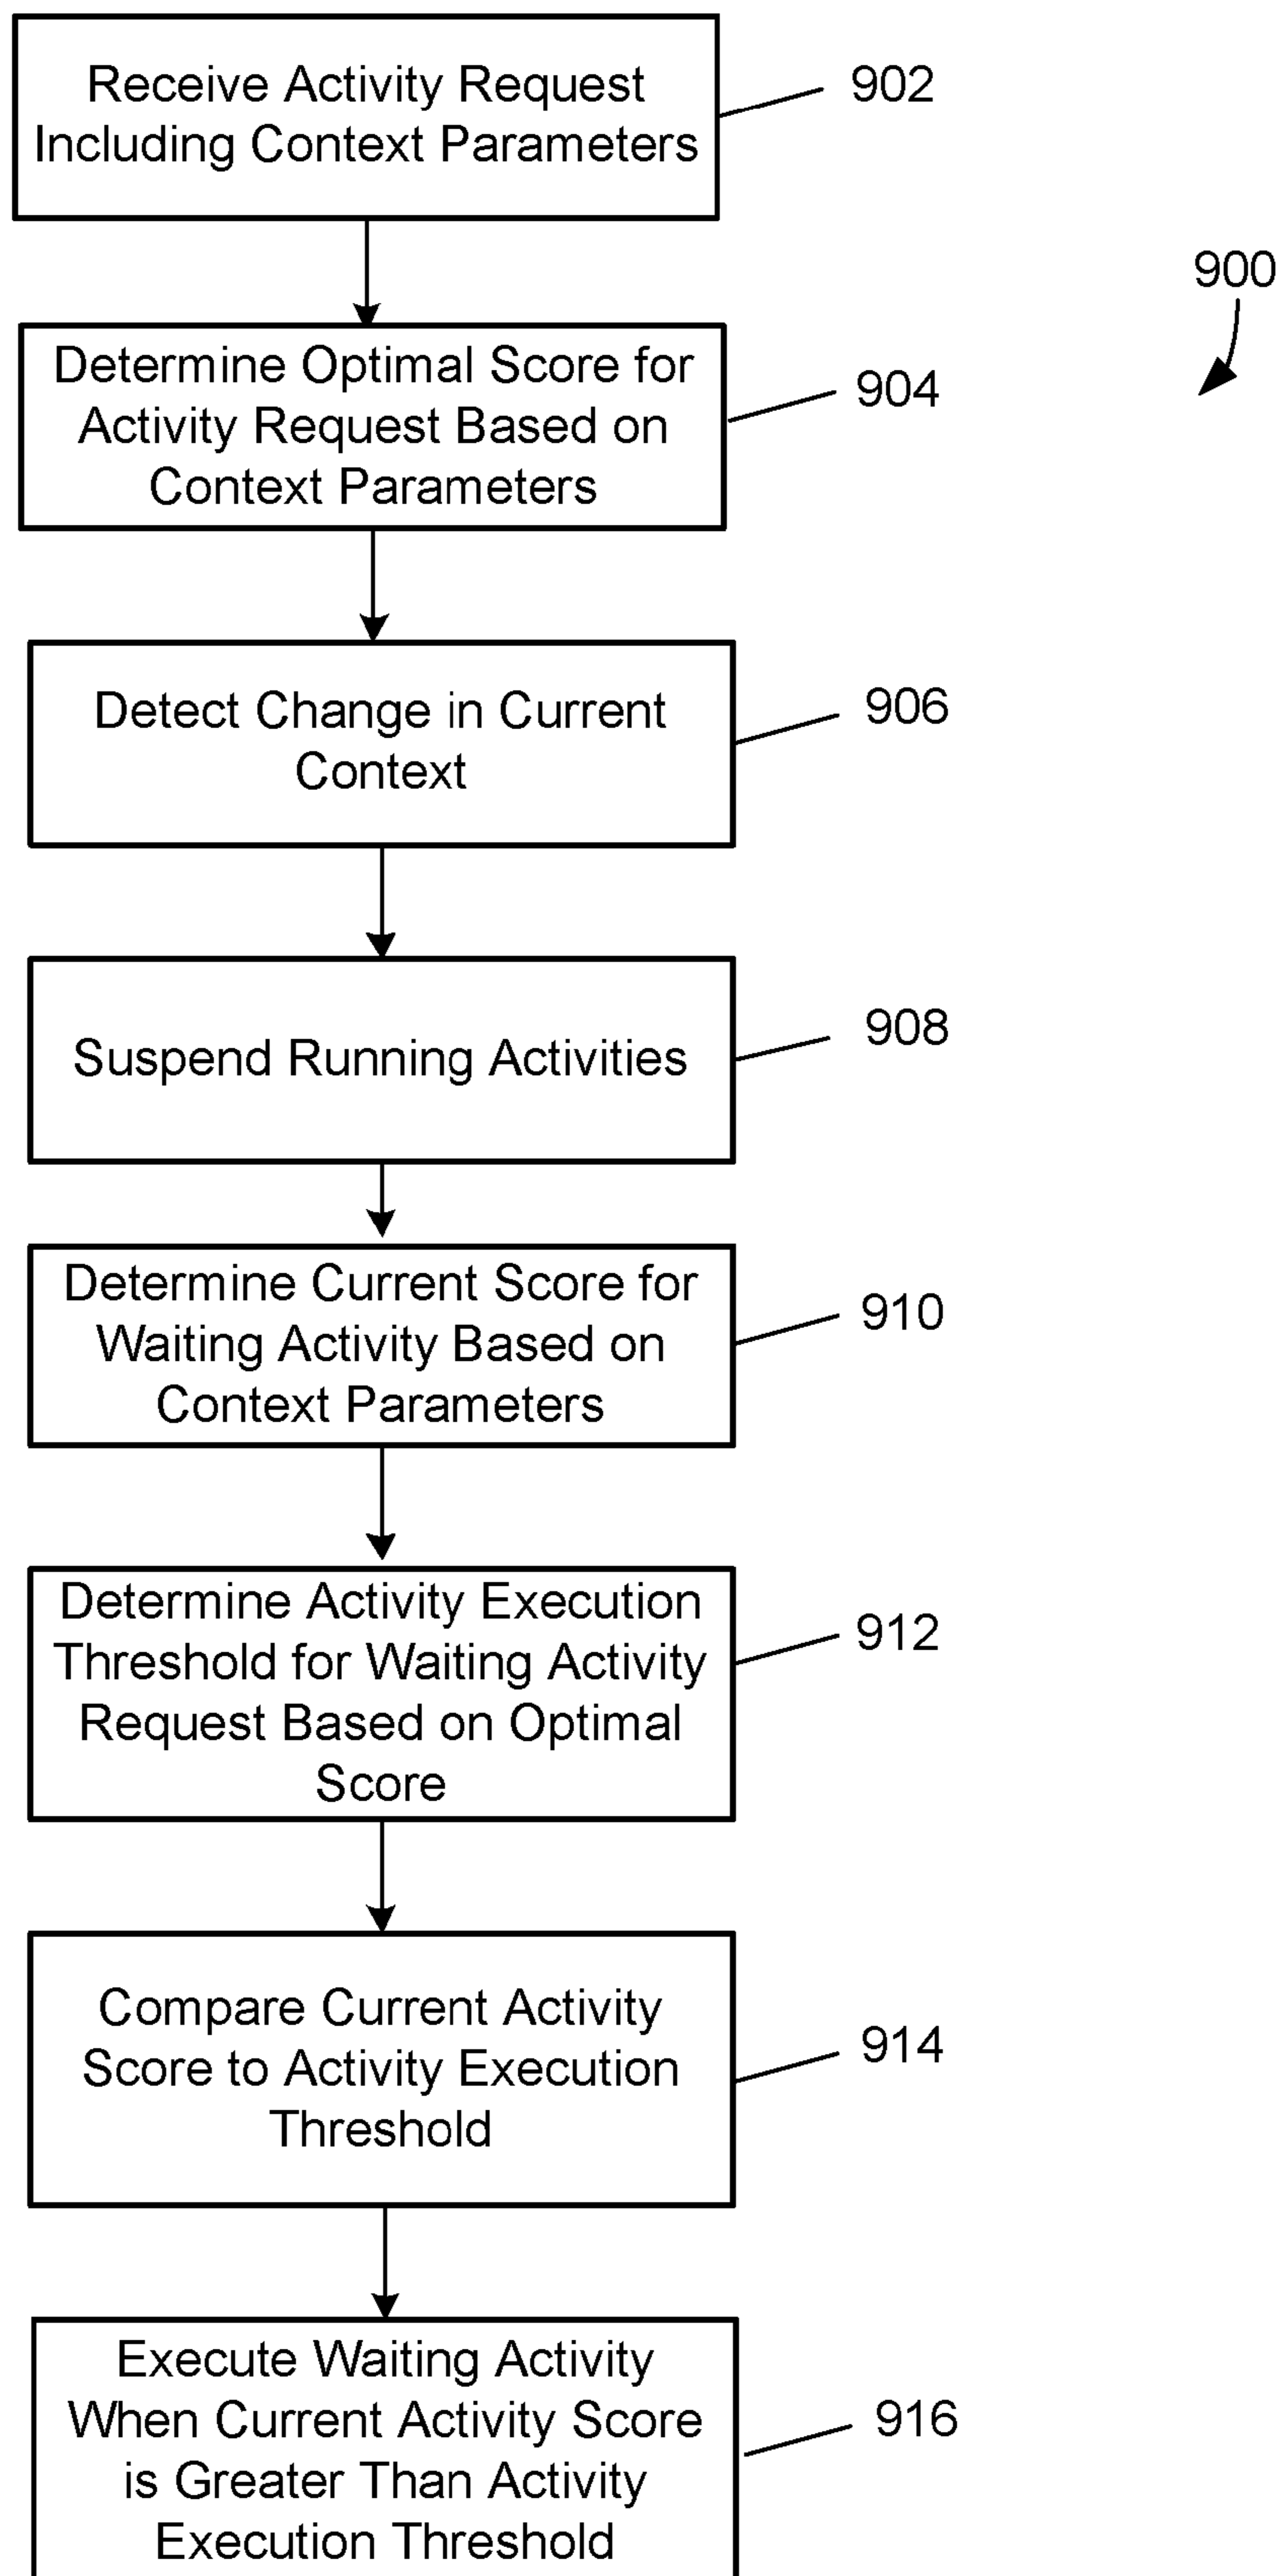 Receive Activity Request
Including Context Parameters
902
900
Determine Optimal Score for
Activity Request Based on
Context Parameters
904
Detect Change in Current
Context
906
Suspend Running Activities
908
Determine Current Score for
Waiting Activity Based on
Context Parameters
910
Determine Activity Execution
Threshold for Waiting Activity
Request Based on Optimal
Score
912
Compare Current Activity
Score to Activity Execution
Threshold
914
Execute Waiting Activity
When Current Activity Score
is Greater Than Activity
Execution Threshold
916